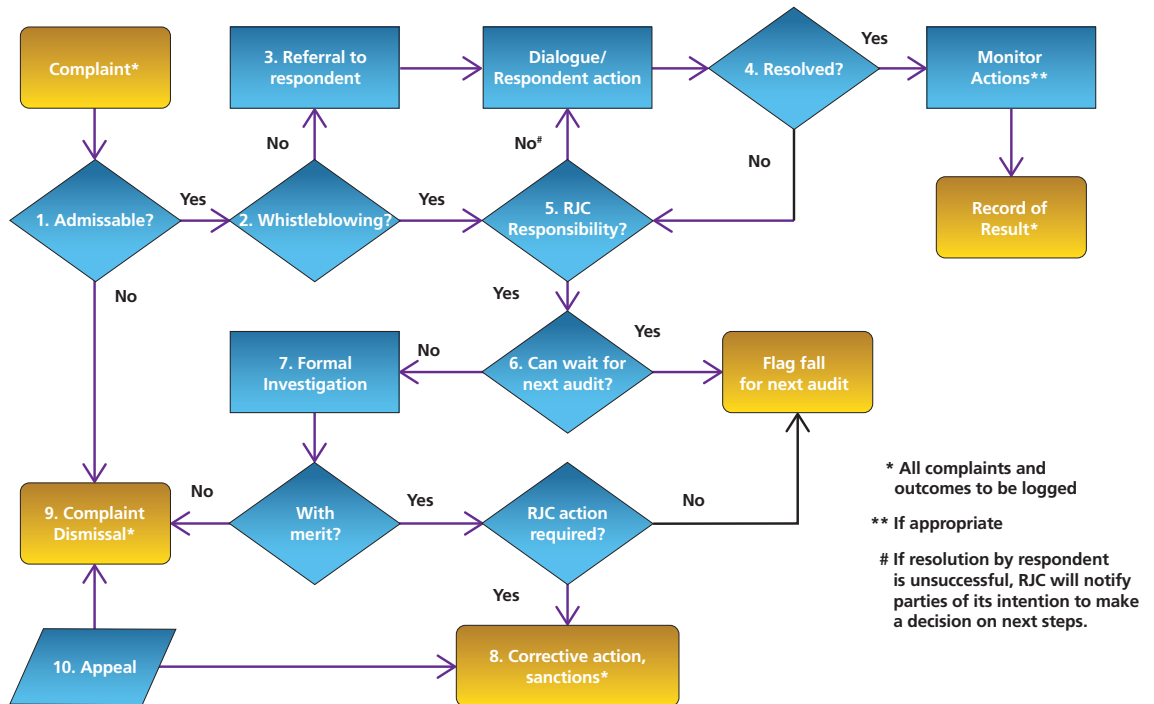 Complaint*
3. Referral to
respondent
Dialogue/
Respondent action
4. Resolved?
Yes
Monitor
Actions**
No
No#
No
1. Admissable?
Yes
2. Whistleblowing?
Yes
5. RJC
Responsibility?
Record of
Result*
No
Yes
7. Formal
Investigation
No
6. Can wait for
next audit?
Yes
Flag fall
for next audit
9. Complaint
Dismissal*
No
With
merit?
Yes
RJC action
required?
No
Yes
10. Appeal
8. Corrective action,
sanctions*
* All complaints and
outcomes to be logged
** If appropriate
# If resolution by respondent
is unsuccessful, RJC will notify
parties of its intention to make
a decision on next steps.